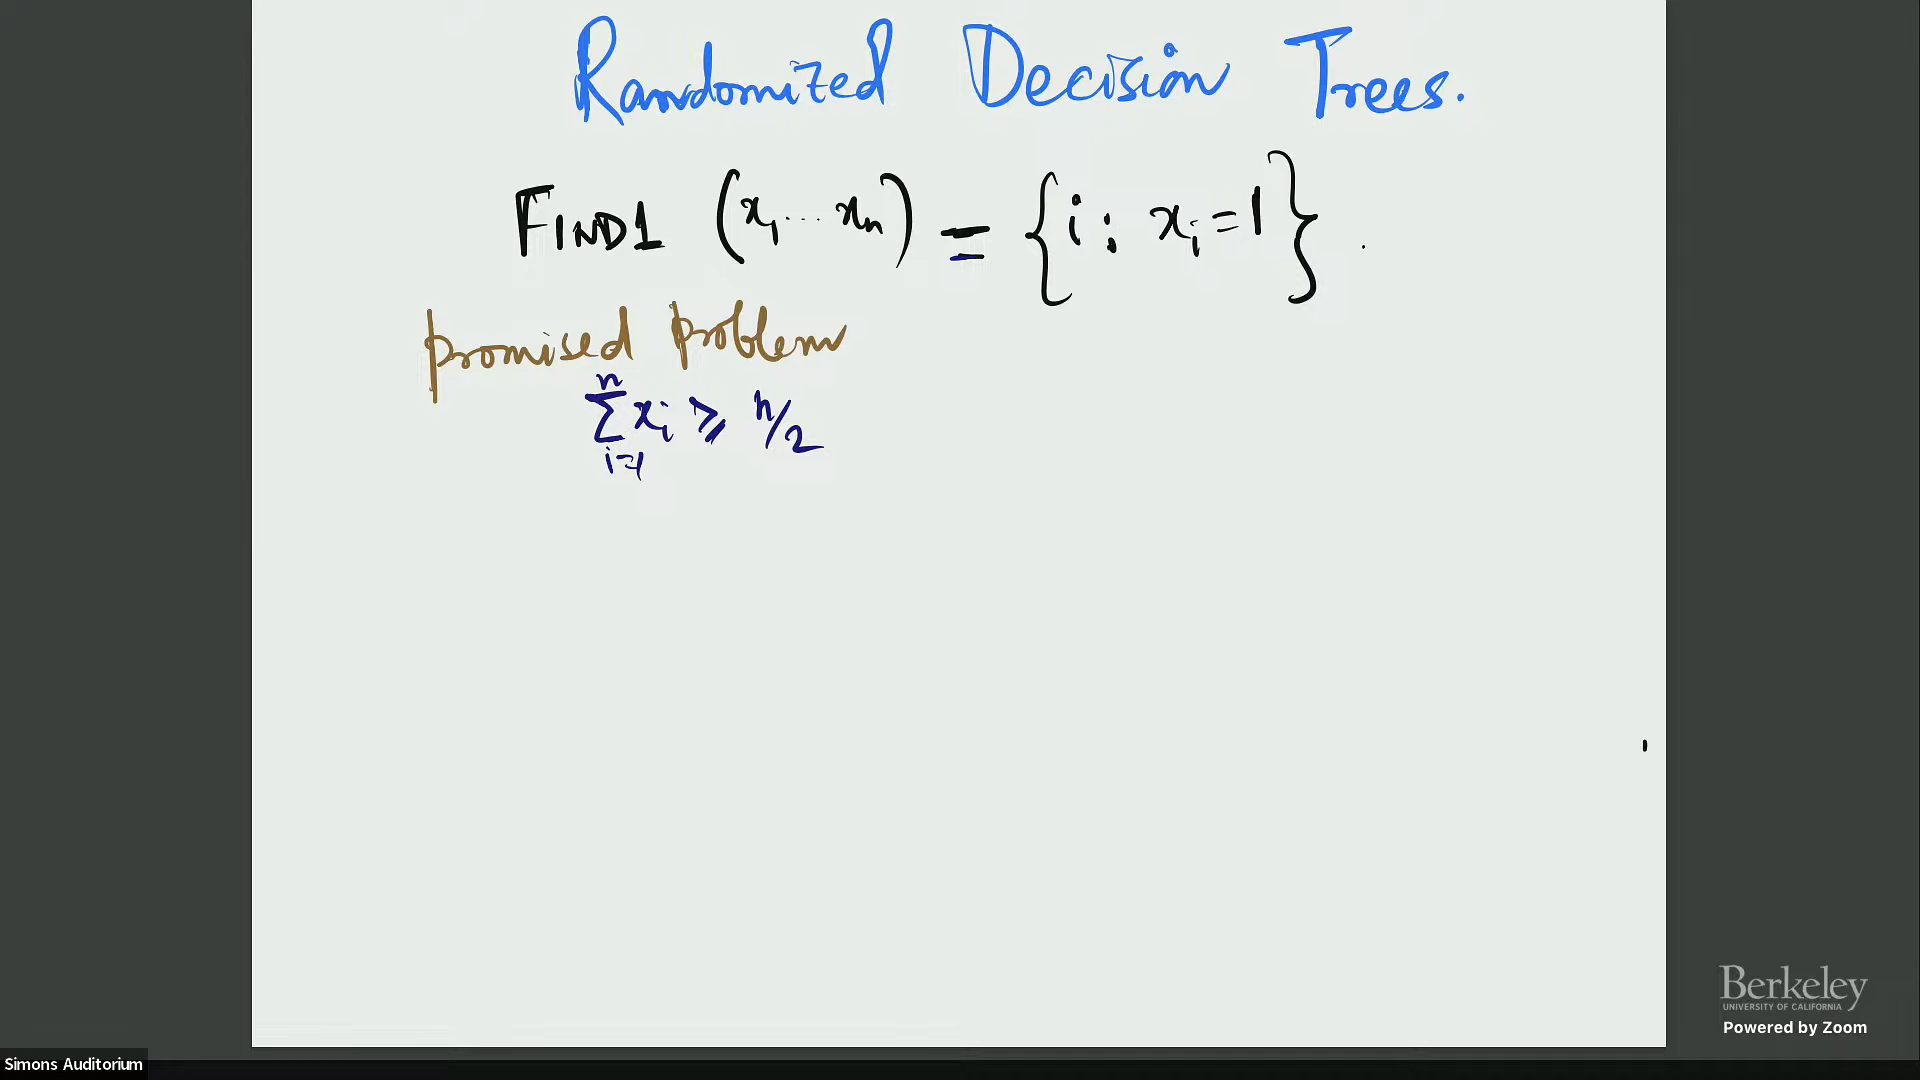 Randomized Decision Trees.
FIND1 (x₁ ... xₙ) = {i : xᵢ = 1} .
promised problem
∑ᵢ₌₁ⁿ xᵢ ⩾ n/2
Berkeley
UNIVERSITY OF CALIFORNIA
Powered by Zoom
Simons Auditorium